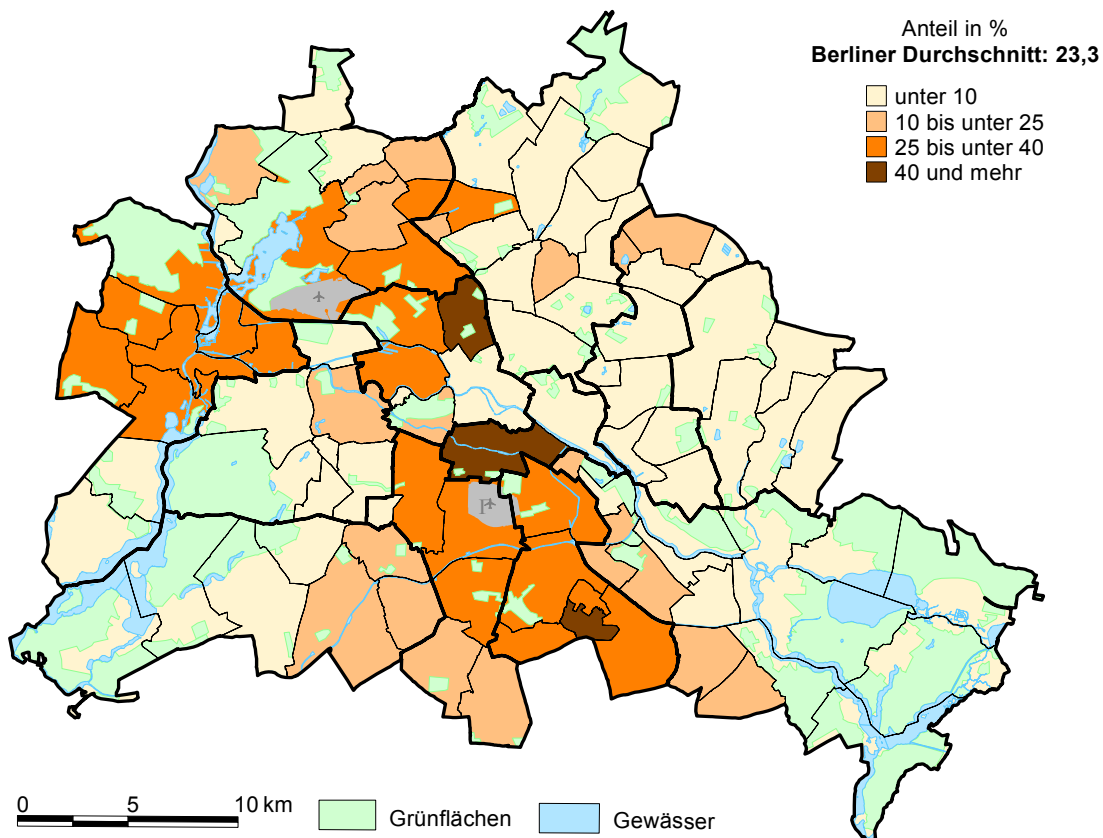 Anteil in %
Berliner Durchschnitt: 23,3
unter 10
10 bis unter 25
25 bis unter 40
40 und mehr
0 5 10 km
Grünflächen
Gewässer